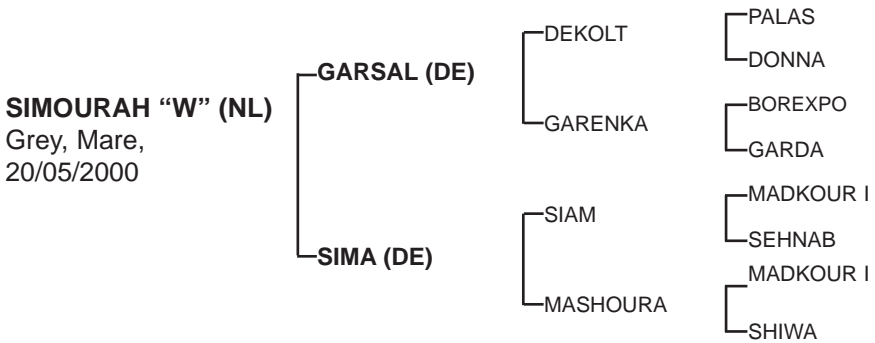 SIMOURAH “W” (NL)
Grey, Mare,
20/05/2000
GARSAL (DE)
SIMA (DE)
DEKOLT
GARENKA
SIAM
MASHOURA
PALAS
DONNA
BOREXPO
GARDA
MADKOUR I
SEHNAB
MADKOUR I
SHIWA